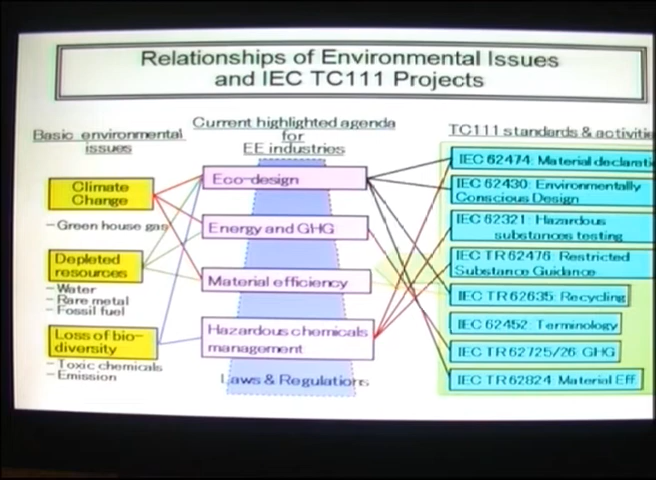 Relationships of Environmental Issues
and IEC TC111 Projects
Basic environmental
issues
Climate
Change
- Green house gas
Depleted
resources
- Water
- Rare metal
- Fossil fuel
Loss of bio-
diversity
- Toxic chemicals
- Emission
Current highlighted agenda
for
EE industries
Eco-design
Energy and GHG
Material efficiency
Hazardous chemicals
management
Laws & Regulations
TC111 standards & activitie
IEC 62474: Material declarati
IEC 62430: Environmentally
Conscious Design
IEC 62321: Hazardous
substances testing
IEC TR 62476: Restricted
Substance Guidance
IEC TR 62635: Recycling
IEC 62452: Terminology
IEC TR 62725/26: GHG
IEC TR 62824: Material Eff.